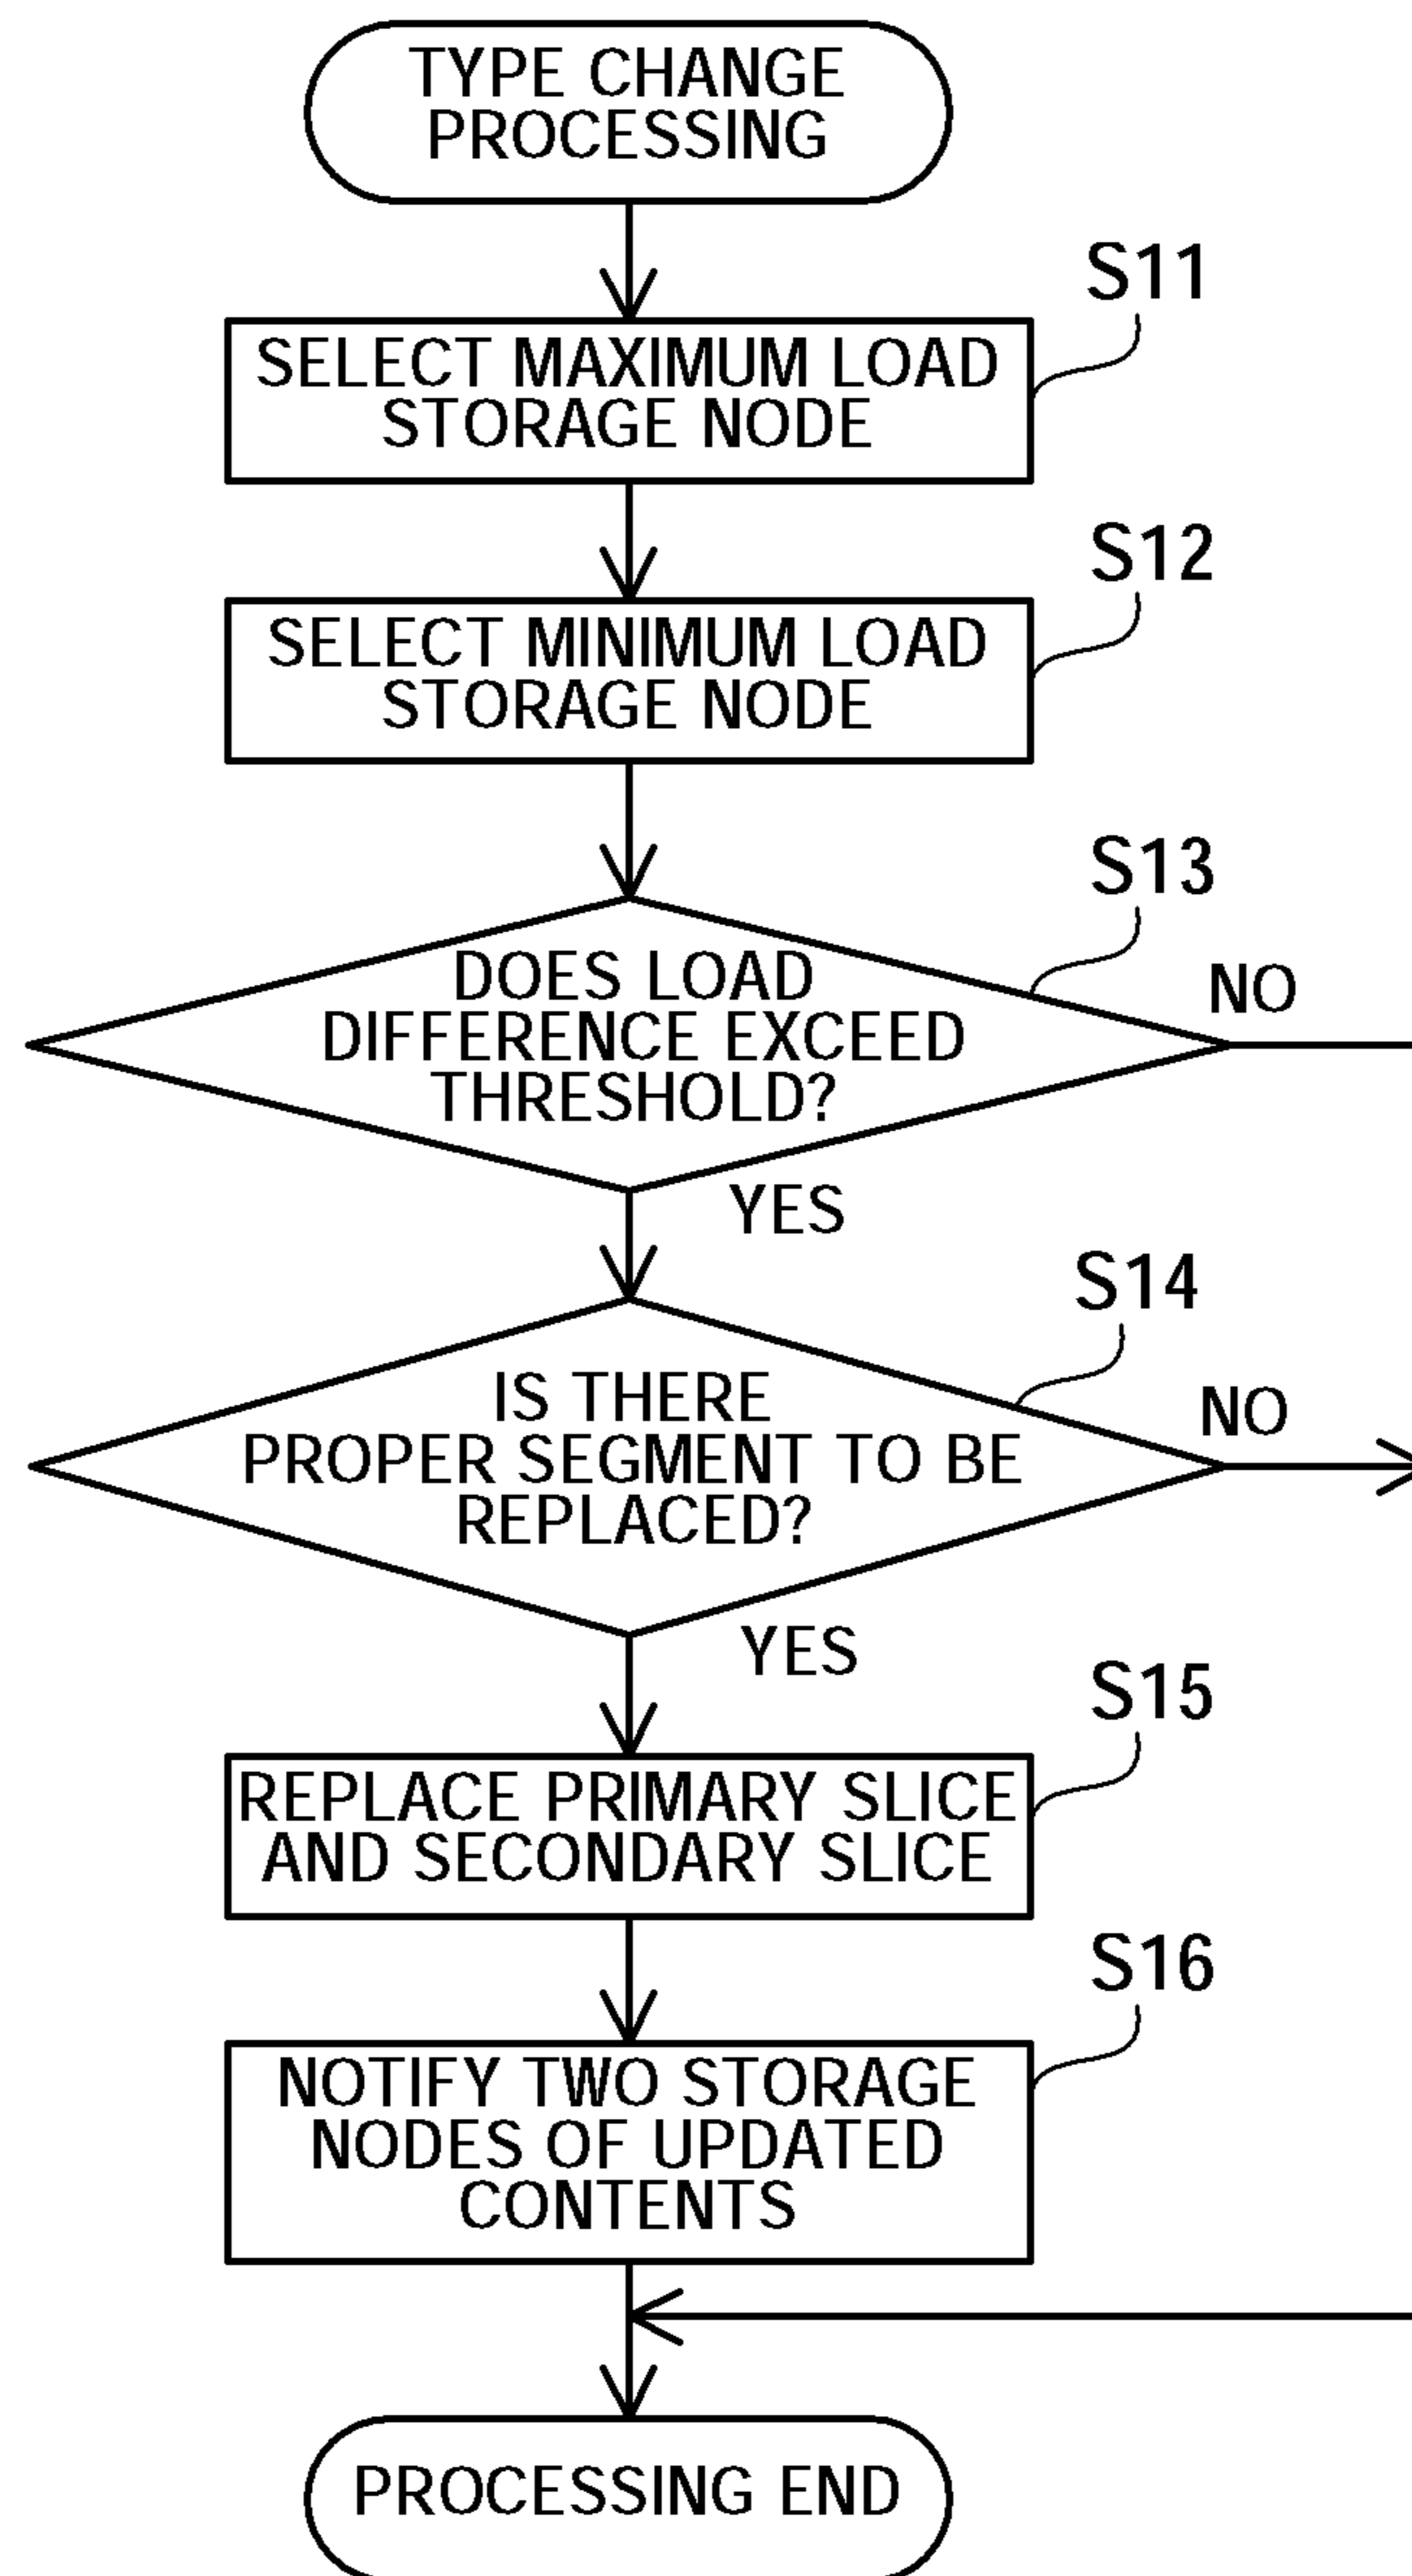 TYPE CHANGE
PROCESSING
S11
SELECT MAXIMUM LOAD
STORAGE NODE
S12
SELECT MINIMUM LOAD
STORAGE NODE
S13
DOES LOAD
DIFFERENCE EXCEED
THRESHOLD?
NO
YES
S14
IS THERE
PROPER SEGMENT TO BE
REPLACED?
NO
YES
S15
REPLACE PRIMARY SLICE
AND SECONDARY SLICE
S16
NOTIFY TWO STORAGE
NODES OF UPDATED
CONTENTS
PROCESSING END